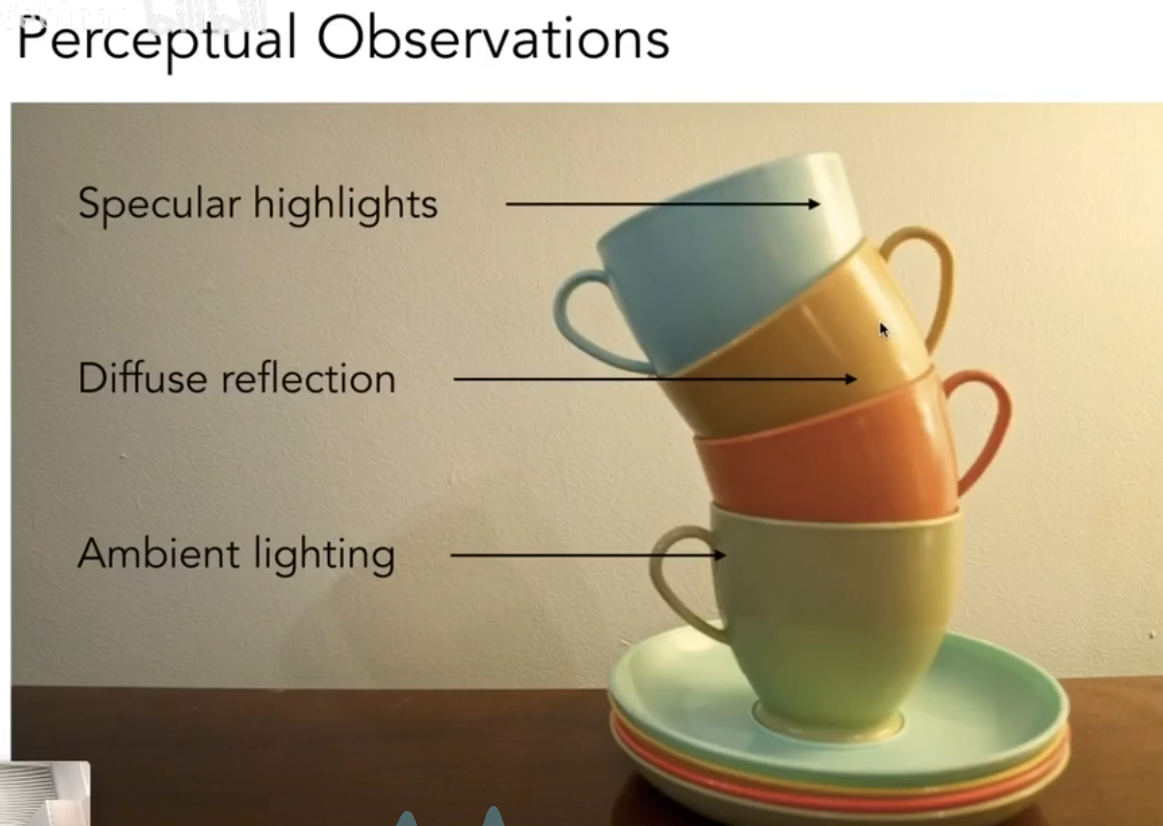 Perceptual Observations
Specular highlights
Diffuse reflection
Ambient lighting